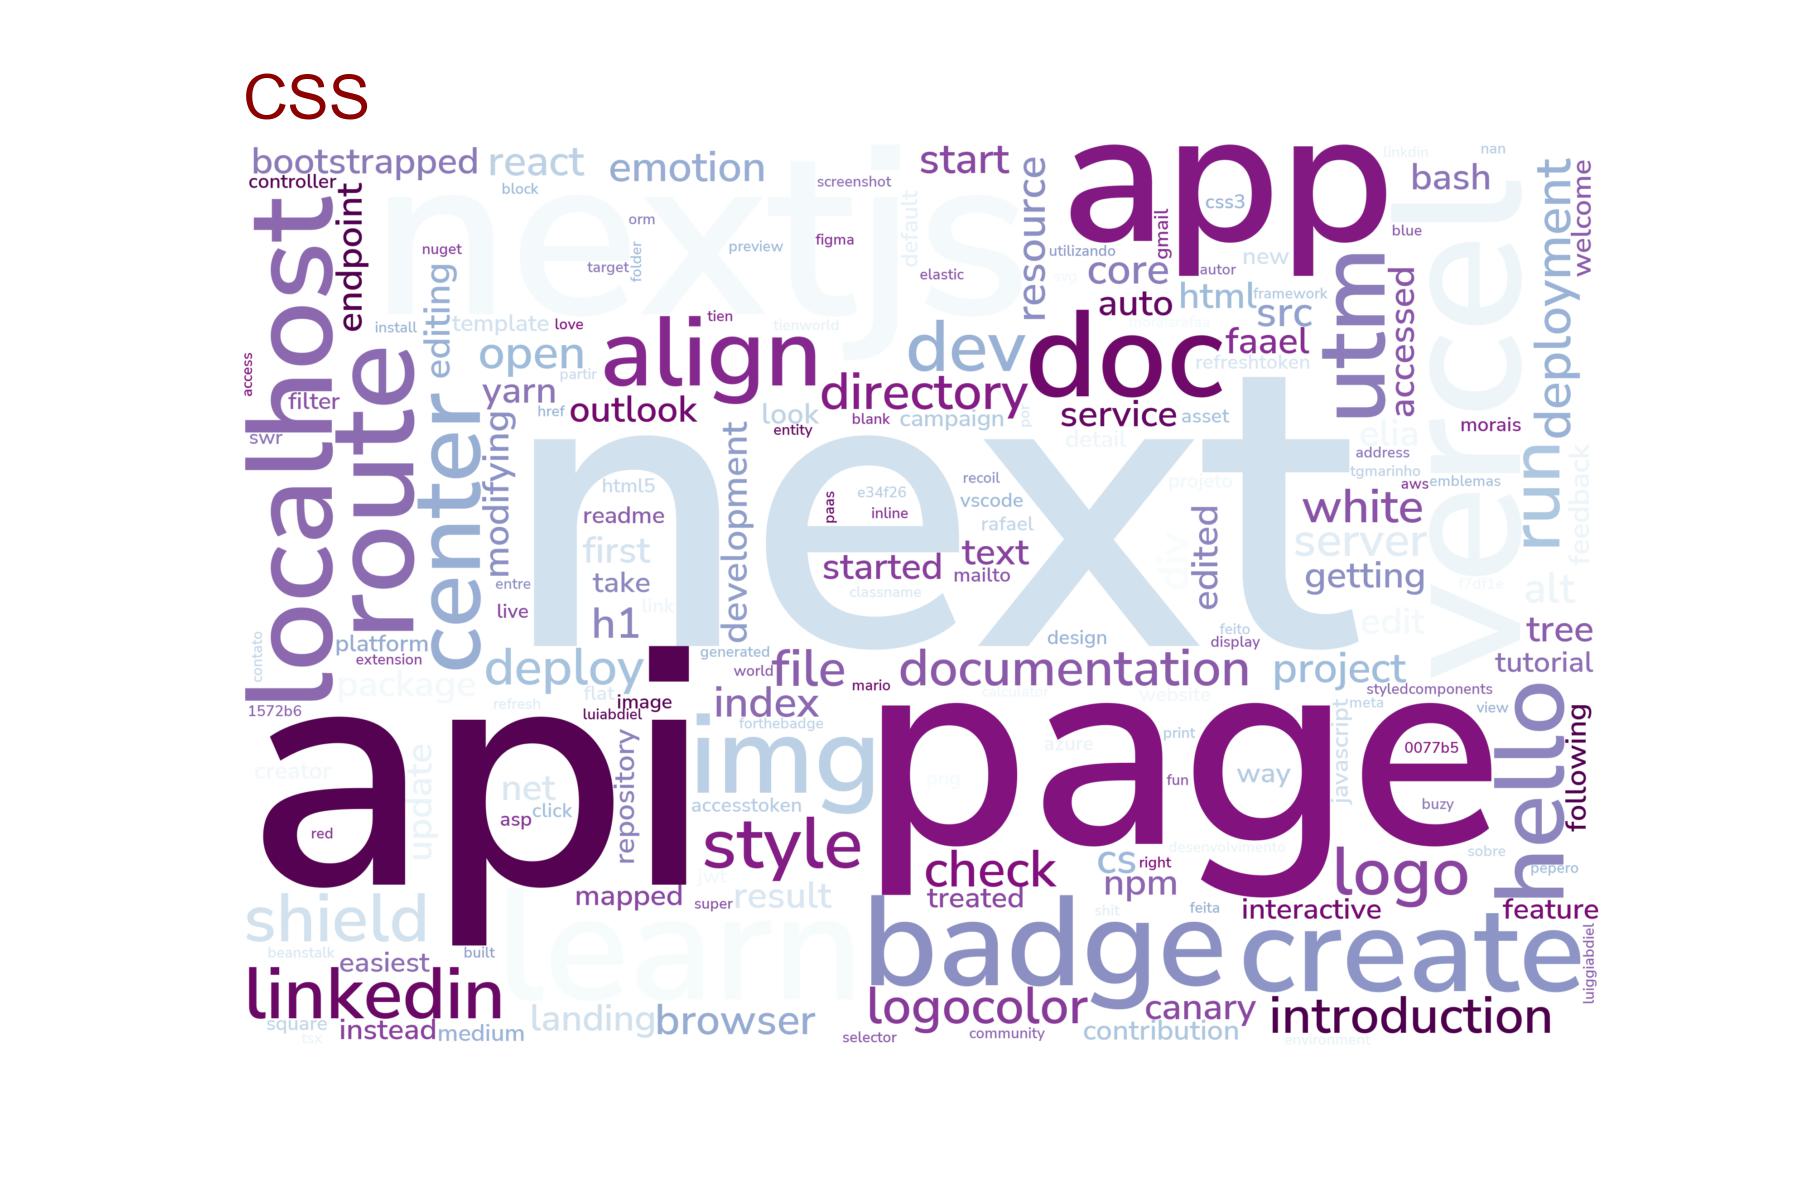 CSS
bootstrapped
react
emotion
start
app
linkdin
nan
bash
controller
block
screenshot
resource
css3
deployment
welcome
localhost
endpoint
nextjs
default
orm
nuget
folder
preview
figma
gmail
blue
utilizando
new
vercel
target
elastic
svg
core
autor
utm
accessed
editing
auto
html
framework
src
install
template
love
tien
tienworld
dev
doc
faael
refreshtoken
access
route
open
align
partir
yarn
directory
filter
href
outlook
look
campaign
service
asset
blank
por
entity
morais
elia
swr
center
modifying
development
next
detail
address
tgmarinho
aws
emblemas
run
feedback
html5
paas
e34f26
recoil
projeto
vscode
readme
inline
rafael
edited
white
first
text
server
started
div
mailto
getting
take
entre
classname
f7df1e
alt
live
link
h1
edit
contato
platform
design
feito
display
tree
extension
generated
deploy
world
file
documentation
project
tutorial
package
mario
calculator
website
styledcomponents
refresh
flat
image
index
1572b6
luiabdiel
forthebadge
javascript
meta
view
hello
following
api
repository
img
page
azure
print
0077b5
creator
update
net
click
png
fun
way
accesstoken
buzy
red
asp
style
desenvolvimento
sobre
check
cs
right
npm
logo
pepero
jwt
mapped
super
result
treated
shit
feita
interactive
feature
shield
learn
badge
create
luiggiabdiel
beanstalk
built
easiest
linkedin
logocolor
canary
introduction
square
instead
medium
landing
browser
selector
community
contribution
tsx
environment